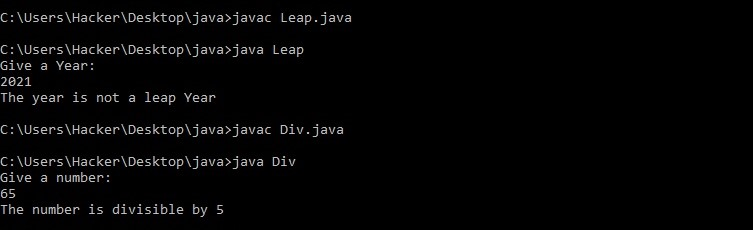 C:\Users\Hacker\Desktop\java>javac Leap.java
C:\Users\Hacker\Desktop\java>java Leap
Give a Year:
2021
The year is not a leap Year
C:\Users\Hacker\Desktop\java>javac Div.java
C:\Users\Hacker\Desktop\java>java Div
Give a number:
65
The number is divisible by 5